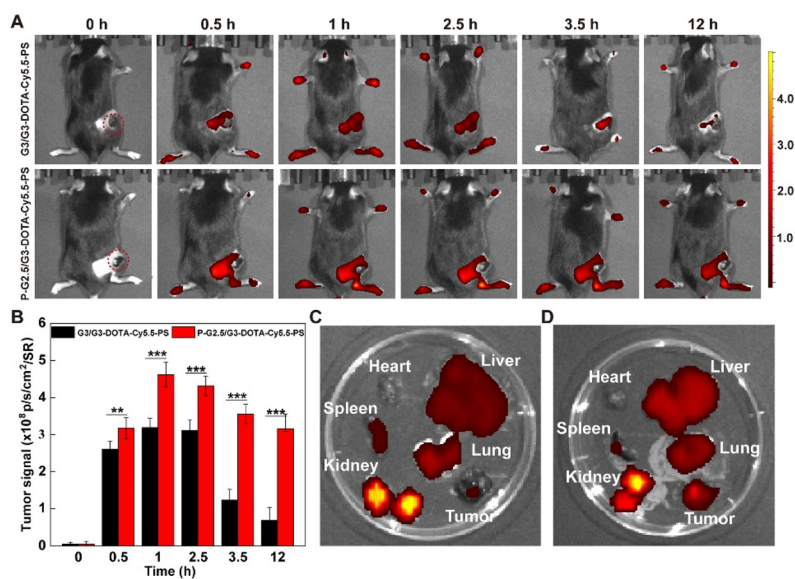 A
0 h 0.5 h 1 h 2.5 h 3.5 h 12 h
G3/G3-DOTA-Cy5.5-PS
P-G2.5/G3-DOTA-Cy5.5-PS
4.0
3.0
2.0
1.0
B
Tumor signal (x10⁸p/s/cm²/SR)
6
5
4
3
2
1
0
G3/G3-DOTA-Cy5.5-PS
P-G2.5/G3-DOTA-Cy5.5-PS
** *** *** *** ***
0 0.5 1 2.5 3.5 12
Time (h)
C
Heart
Liver
Spleen
Lung
Kidney
Tumor
D
Heart
Liver
Spleen
Lung
Kidney
Tumor